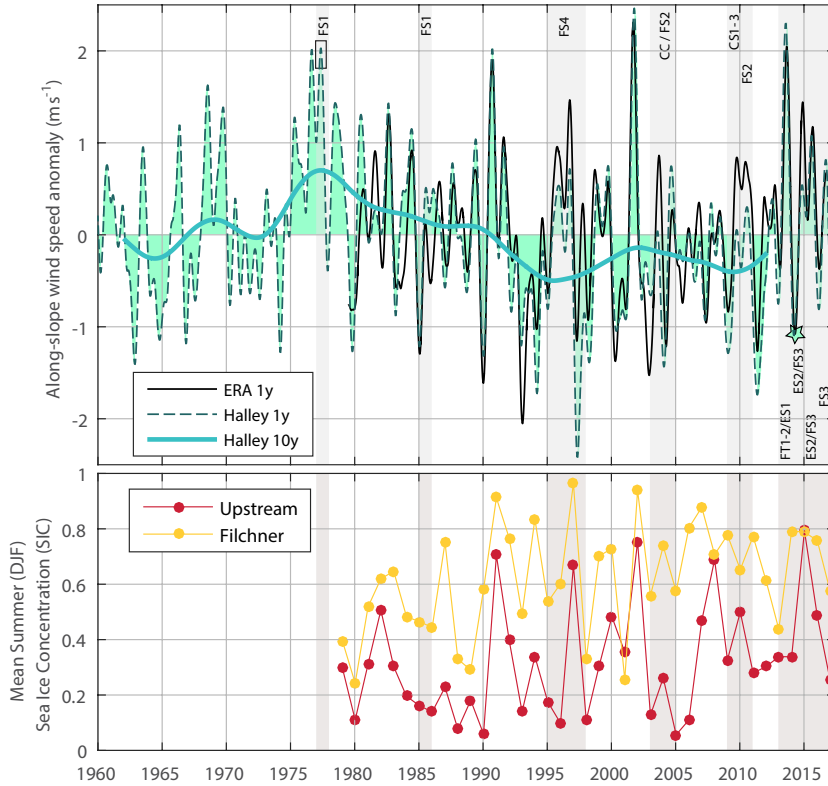 FS1
FS1
FS4
CC / FS2
CS1-3
FS2
FT1-2/ES1
ES2/FS3
ES2/FS3
FS3
2
1
0
-1
-2
Along-slope wind speed anomaly (ms-1)
ERA 1y
Halley 1y
Halley 10y
1
0.8
0.6
0.4
0.2
0
Mean Summer (DJF)
Sea Ice Concentration (SIC)
Upstream
Filchner
1960 1965 1970 1975 1980 1985 1990 1995 2000 2005 2010 2015